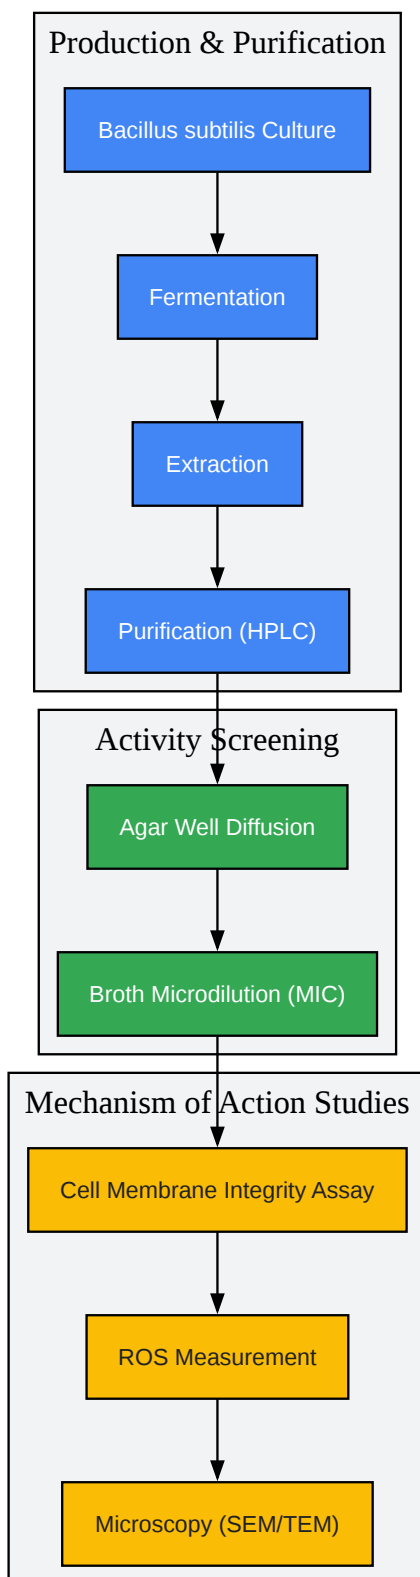 Production & Purification
Bacillus subtilis Culture
Fermentation
Extraction
Purification (HPLC)
Activity Screening
Agar Well Diffusion
Broth Microdilution (MIC)
Mechanism of Action Studies
Cell Membrane Integrity Assay
ROS Measurement
Microscopy (SEM/TEM)